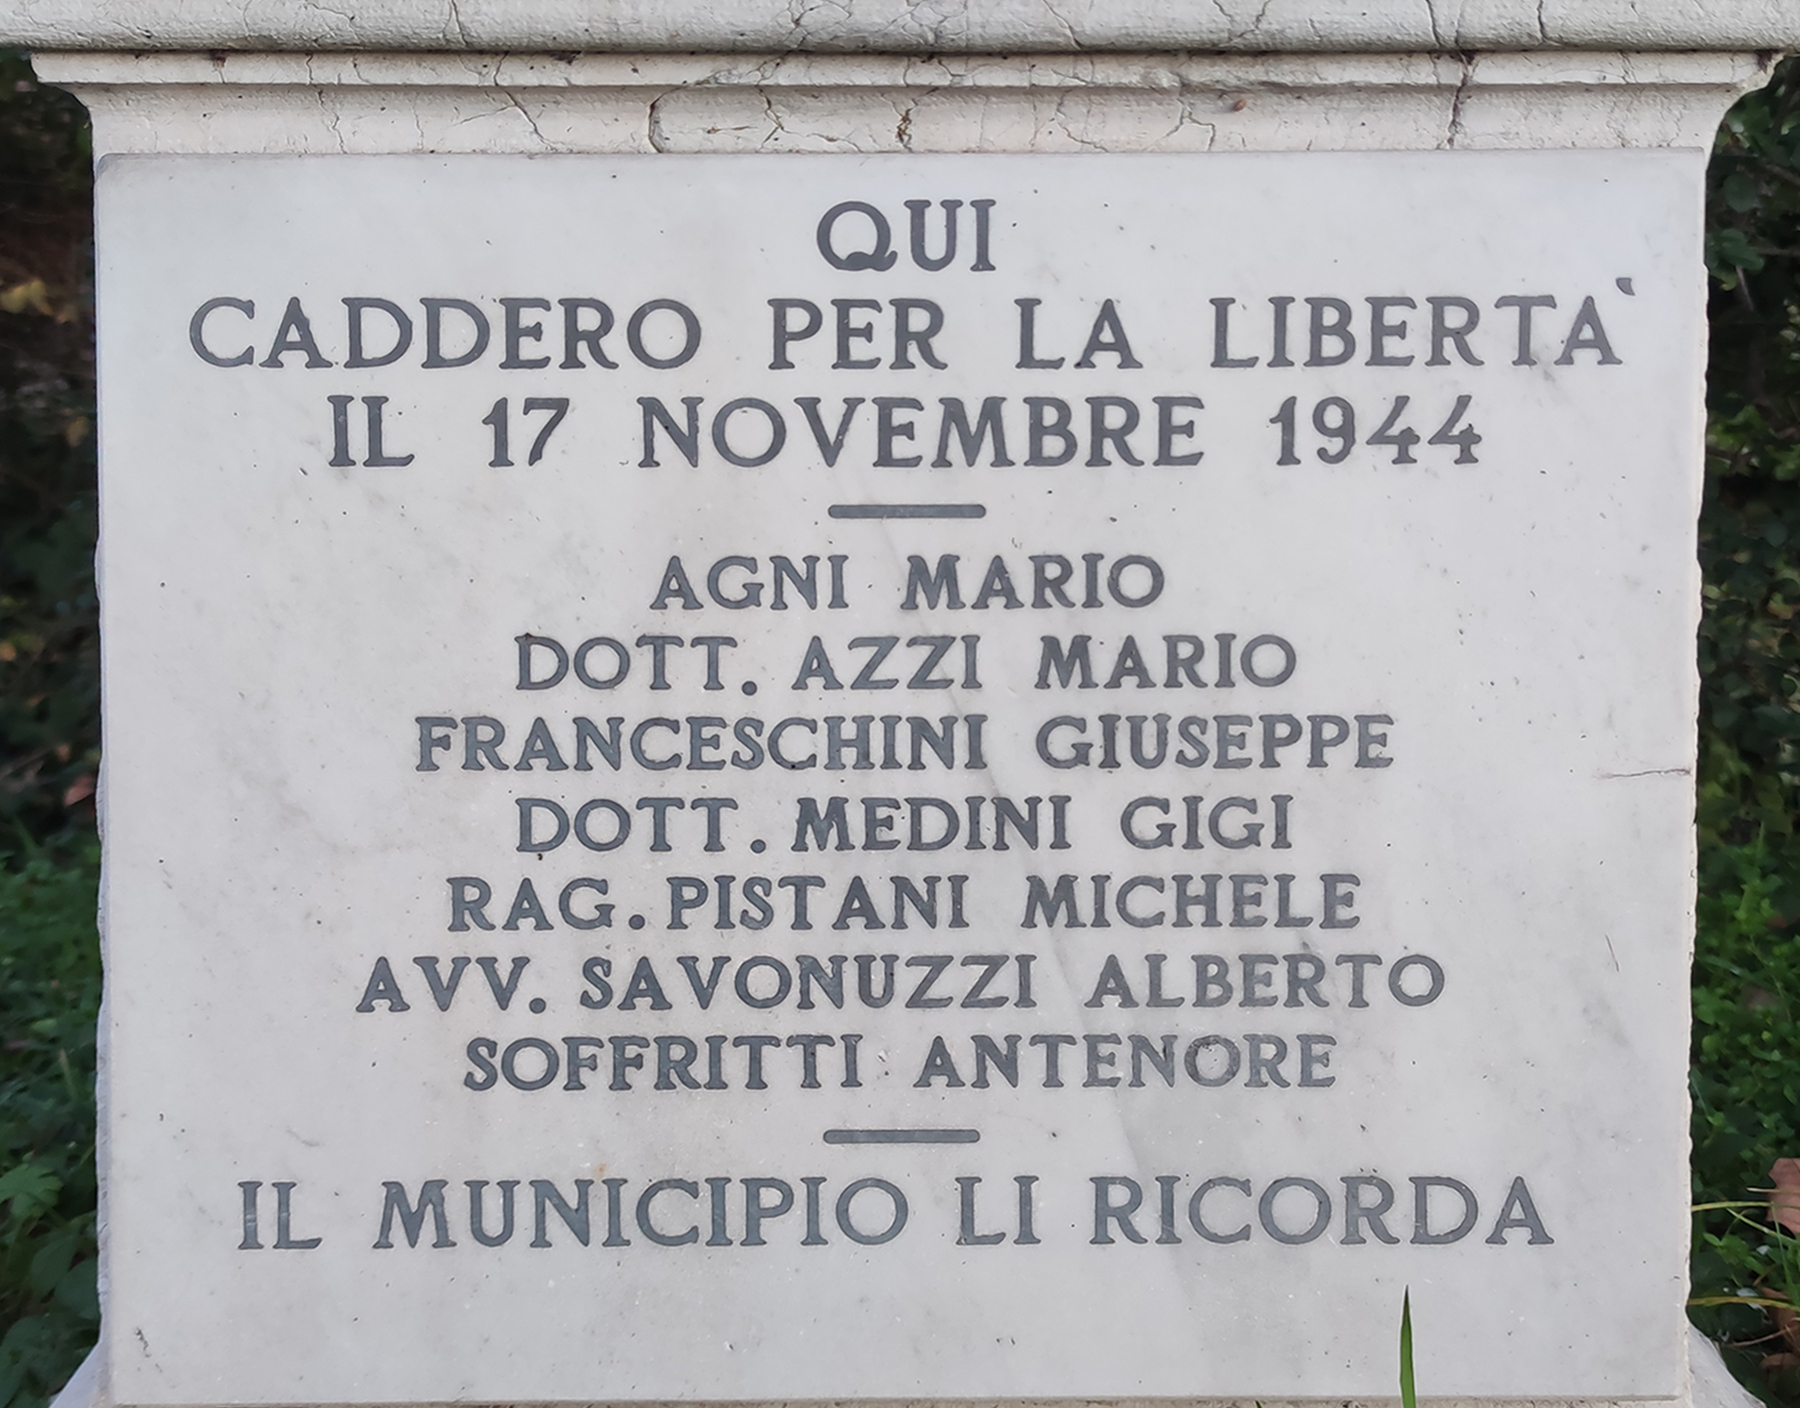 QUI
CADDERO PER LA LIBERTA'
IL 17 NOVEMBRE 1944
AGNI MARIO
DOTT. AZZI MARIO
FRANCESCHINI GIUSEPPE
DOTT. MEDINI GIGI
RAG. PISTANI MICHELE
AVV. SAVONUZZI ALBERTO
SOFFRITTI ANTENORE
IL MUNICIPIO LI RICORDA